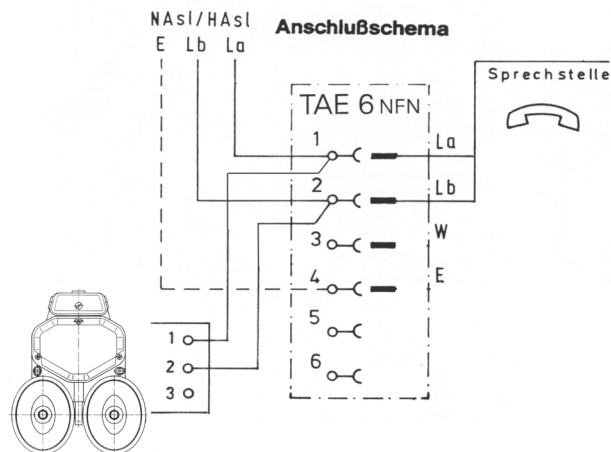 NAsl/HAsl
E Lb La
Anschlußschema
Sprechstelle
TAE 6 NFN
1
2
3
4
5
6
La
Lb
W
E
1
2
3